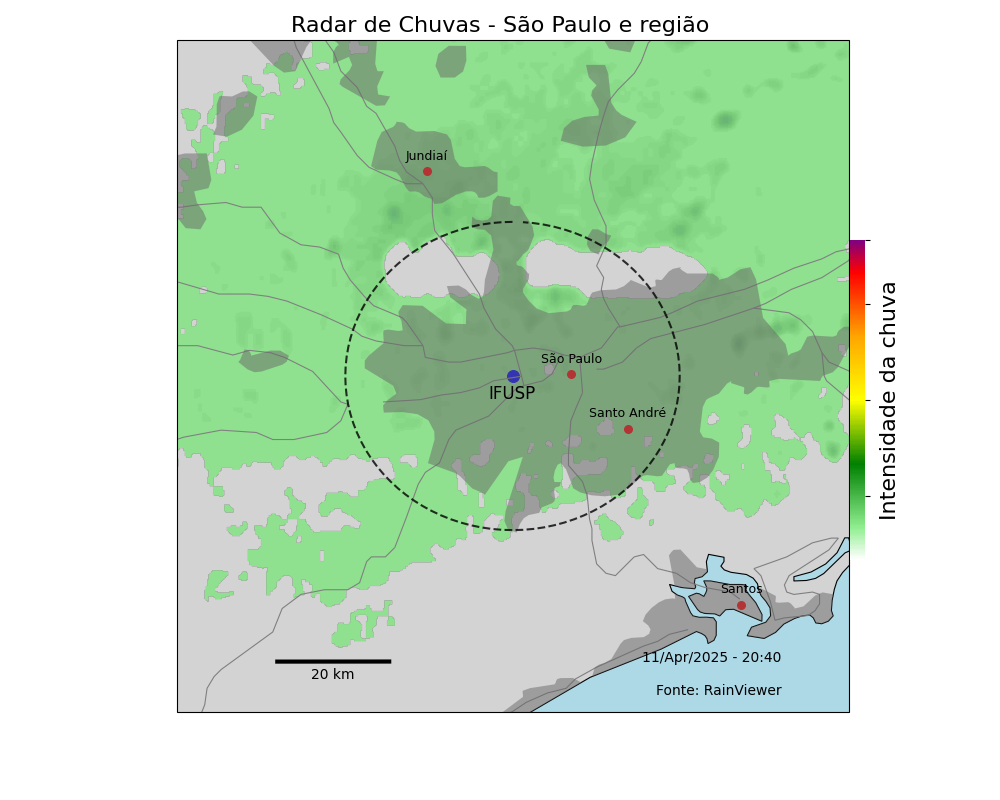 Radar de Chuvas - São Paulo e região
Jundiaí
São Paulo
IFUSP
Santo André
Intensidade da chuva
Santos
11/Apr/2025 - 20:40
20 km
Fonte: RainViewer